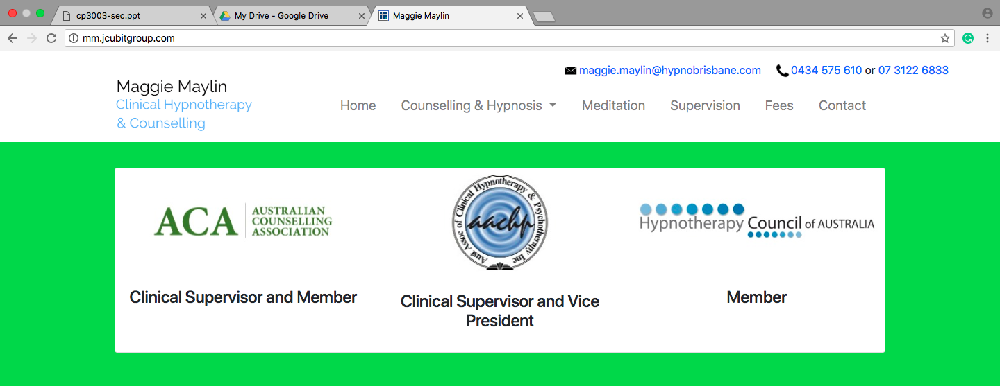 cp3003-sec.ppt
My Drive - Google Drive
Maggie Maylin
mm.jcubitgroup.com
maggie.maylin@hypnobrisbane.com
0434 575 610 or 07 3122 6833
Maggie Maylin
Clinical Hypnotherapy
& Counselling
Home
Counselling & Hypnosis
Meditation
Supervision
Fees
Contact
ACA
AUSTRALIAN
COUNSELLING
ASSOCIATION
Clinical Supervisor and Member
Aust Assoc of Clinical Hypnotherapy & Psychotherapy Inc
aachp
Clinical Supervisor and Vice
President
Hypnotherapy Council of AUSTRALIA
Member